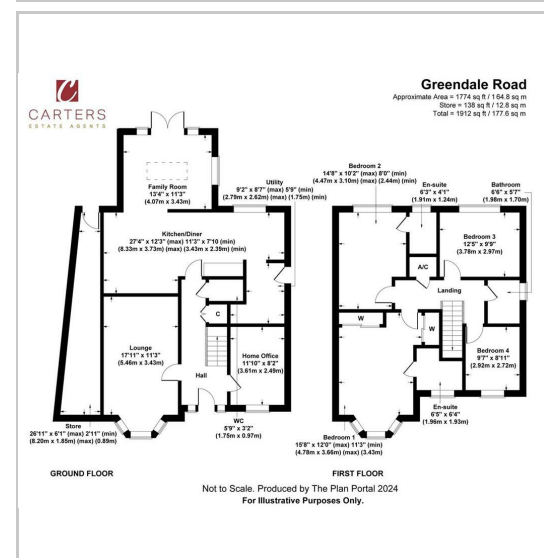 CARTERS
ESTATE AGENTS
Greendale Road
Approximate Area = 1774 sq ft / 164.8 sq m
Store = 138 sq ft / 12.8 sq m
Total = 1912 sq ft / 177.6 sq m
Family Room
13'4" x 11'3"
(4.07m x 3.43m)
Utility
9'2" x 8'7" (max) 5'9" (min)
(2.79m x 2.62m) (max) (1.75m) (min)
Kitchen/Diner
27'4" x 12'3" (max) 11'3" x 7'10 (min)
(8.33m x 3.73m) (max) (3.43m x 2.39m) (min)
Lounge
17'11" x 11'3"
(5.46m x 3.43m)
C
Home Office
11'10" x 8'2"
(3.61m x 2.49m)
Hall
Store
26'11" x 6'1" (max) 2'11" (min)
(8.20m x 1.85m) (max) (0.89m)
WC
5'9" x 3'2"
(1.75m x 0.97m)
GROUND FLOOR
Bedroom 2
14'8" x 10'2" (max) 8'0" (min)
(4.47m x 3.10m) (max) (2.44m) (min)
En-suite
6'3" x 4'1"
(1.91m x 1.24m)
Bathroom
6'6" x 5'7"
(1.98m x 1.70m)
Bedroom 3
12'5" x 9'9"
(3.78m x 2.97m)
A/C
Landing
W
W
Bedroom 4
9'7" x 8'11"
(2.92m x 2.72m)
En-suite
6'5" x 6'4"
(1.96m x 1.93m)
Bedroom 1
15'8" x 12'0" (max) 11'3" (min)
(4.78m x 3.66m) (max) (3.43m)
FIRST FLOOR
Not to Scale. Produced by The Plan Portal 2024
For Illustrative Purposes Only.